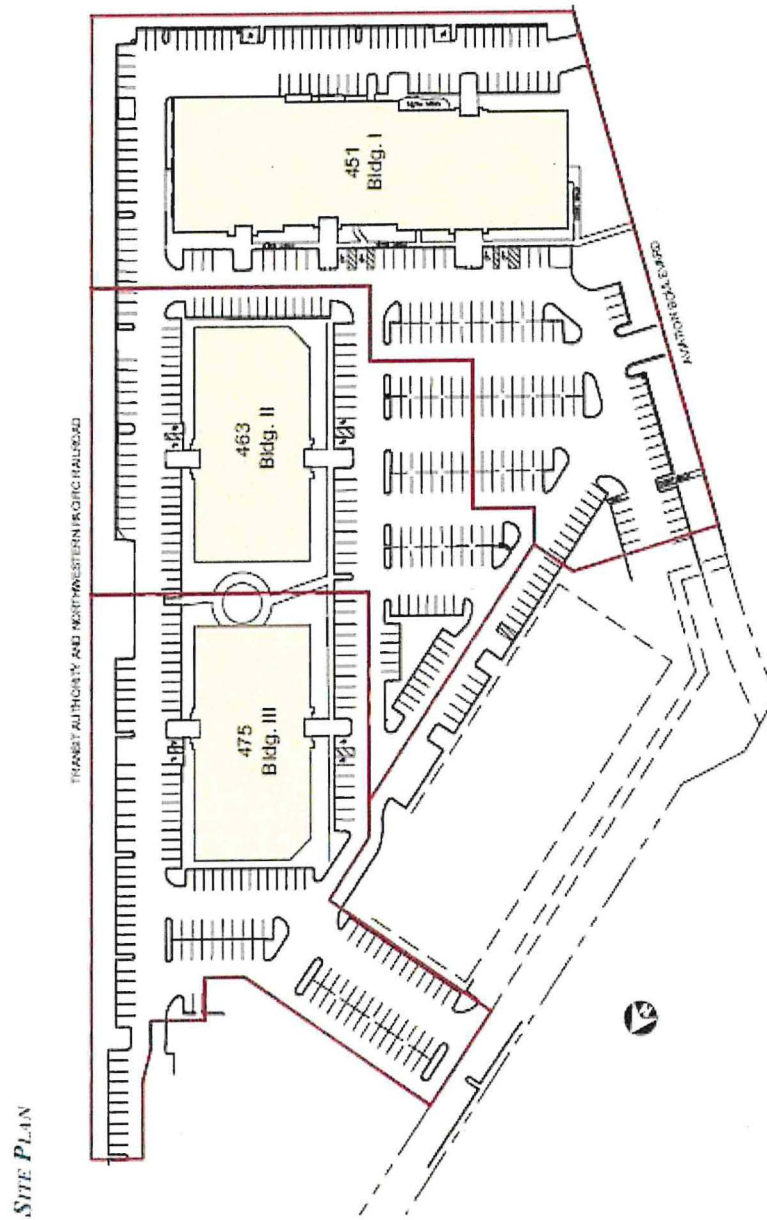 SITE PLAN
TRANSIT AUTHORITY AND NORTHWESTERN PACIFIC RAILROAD
475
Bldg. III
463
Bldg. II
451
Bldg. I
AVIATION BOULEVARD